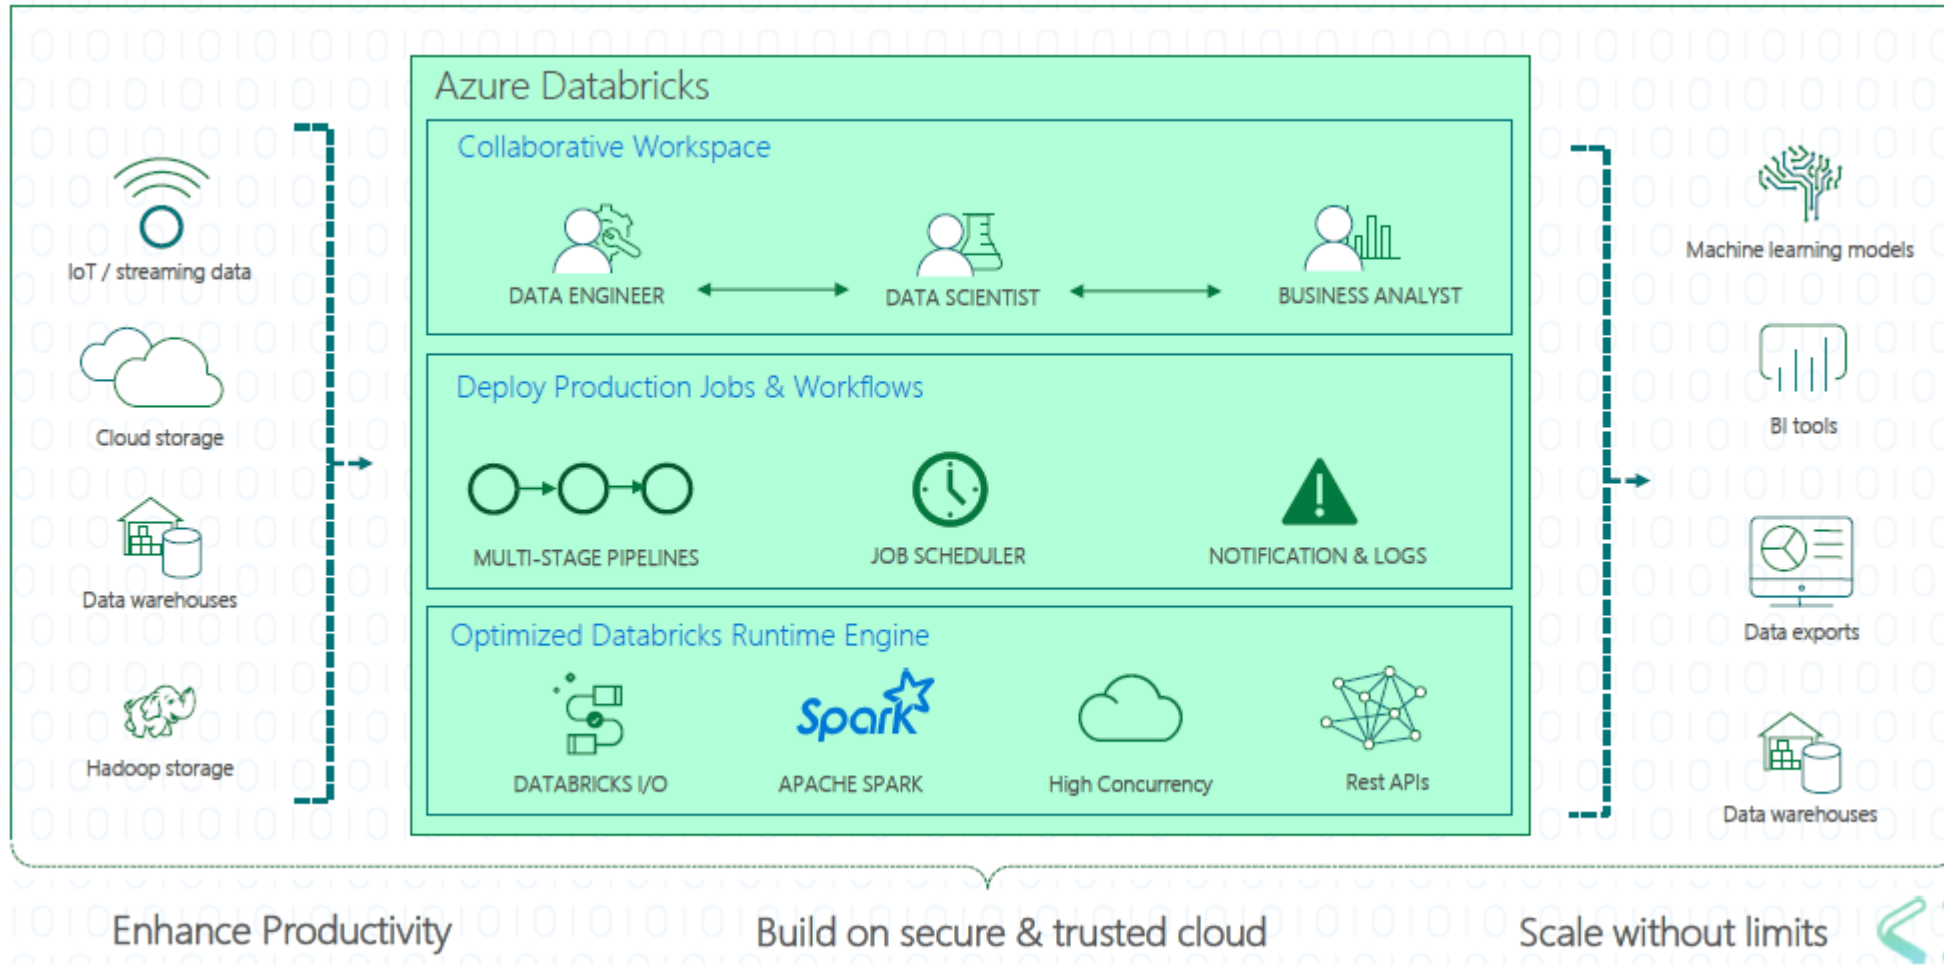 Azure Databricks
Collaborative Workspace
DATA ENGINEER
DATA SCIENTIST
BUSINESS ANALYST
Deploy Production Jobs & Workflows
MULTI-STAGE PIPELINES
JOB SCHEDULER
NOTIFICATION & LOGS
Optimized Databricks Runtime Engine
Spark
DATABRICKS I/O
APACHE SPARK
High Concurrency
Rest APIs
IoT / streaming data
Cloud storage
Data warehouses
Hadoop storage
Machine learning models
BI tools
Data exports
Data warehouses
Enhance Productivity
Build on secure & trusted cloud
Scale without limits